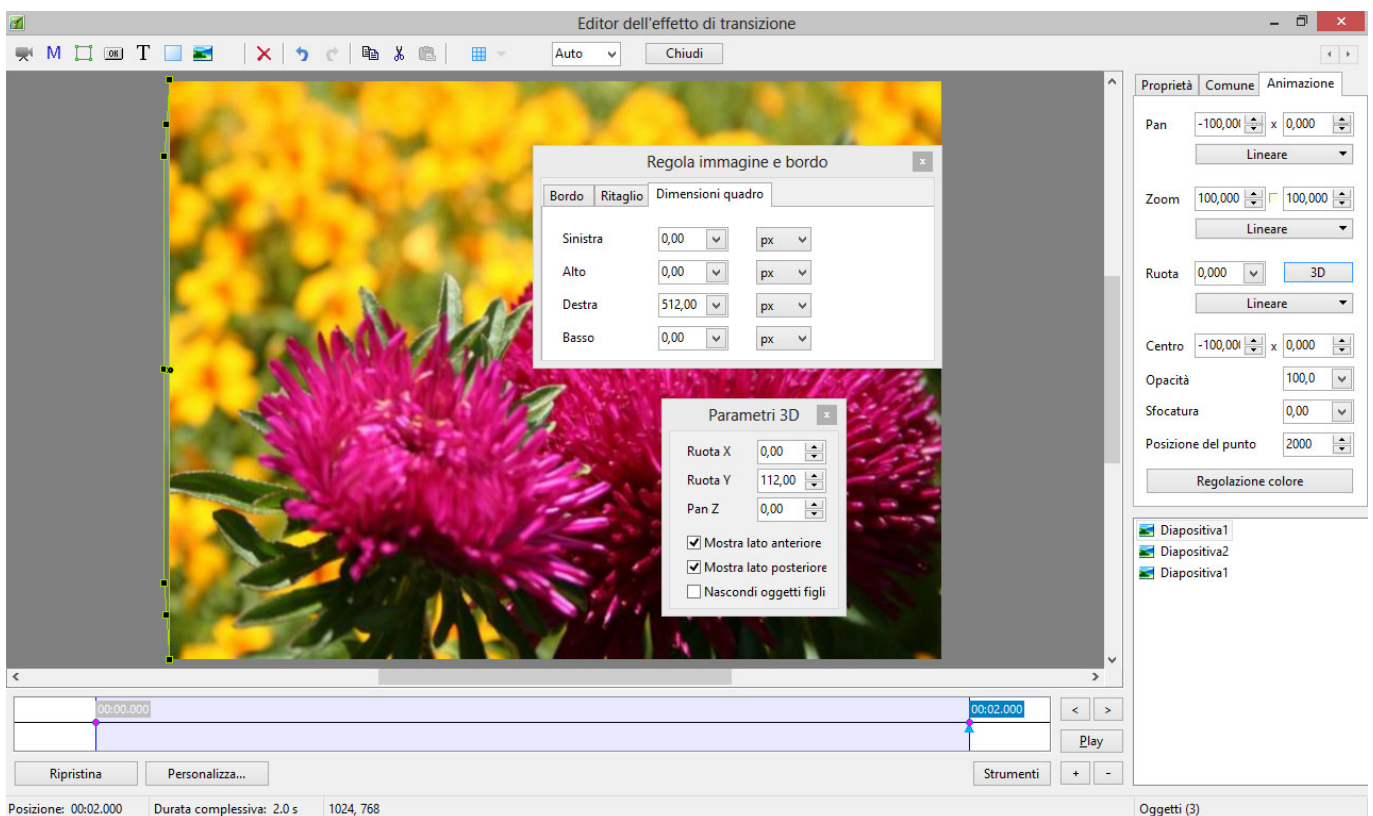 Editor dell'effetto di transizione
M OK T Auto Chiudi
Proprietà Comune Animazione
Pan -100,00 x 0,000
Lineare
Zoom 100,000 100,000
Lineare
Ruota 0,000 3D
Lineare
Centro -100,00 x 0,000
Opacità 100,0
Sfocatura 0,00
Posizione del punto 2000
Regolazione colore
Regola immagine e bordo x
Bordo Ritaglio Dimensioni quadro
Sinistra 0,00 px
Alto 0,00 px
Destra 512,00 px
Basso 0,00 px
Parametri 3D x
Ruota X 0,00
Ruota Y 112,00
Pan Z 0,00
Mostra lato anteriore
Mostra lato posteriore
Nascondi oggetti figli
Diapositiva1
Diapositiva2
Diapositiva1
00:00.000 00:02.000 < >
Play
Ripristina Personalizza... Strumenti + -
Posizione: 00:02.000 Durata complessiva: 2.0 s 1024, 768 Oggetti (3)